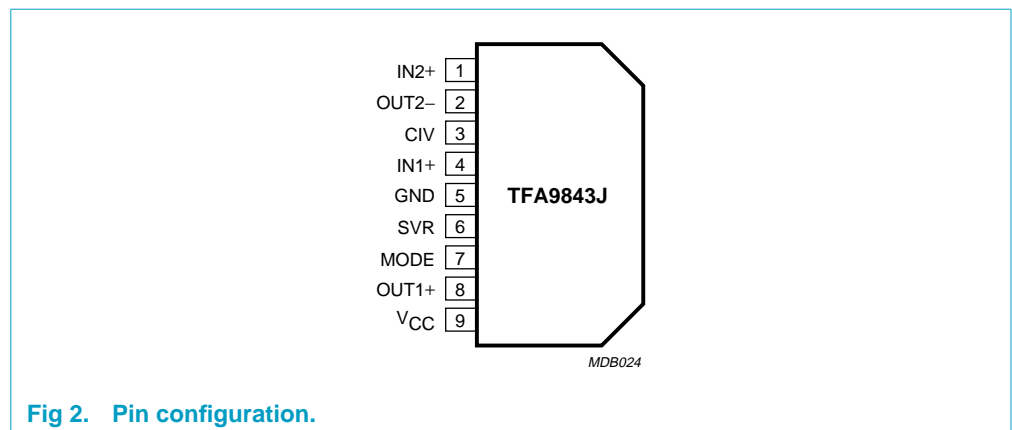 IN2+ 1
OUT2− 2
CIV 3
IN1+ 4
GND 5
SVR 6
MODE 7
OUT1+ 8
VCC 9
TFA9843J
MDB024
Fig 2. Pin configuration.